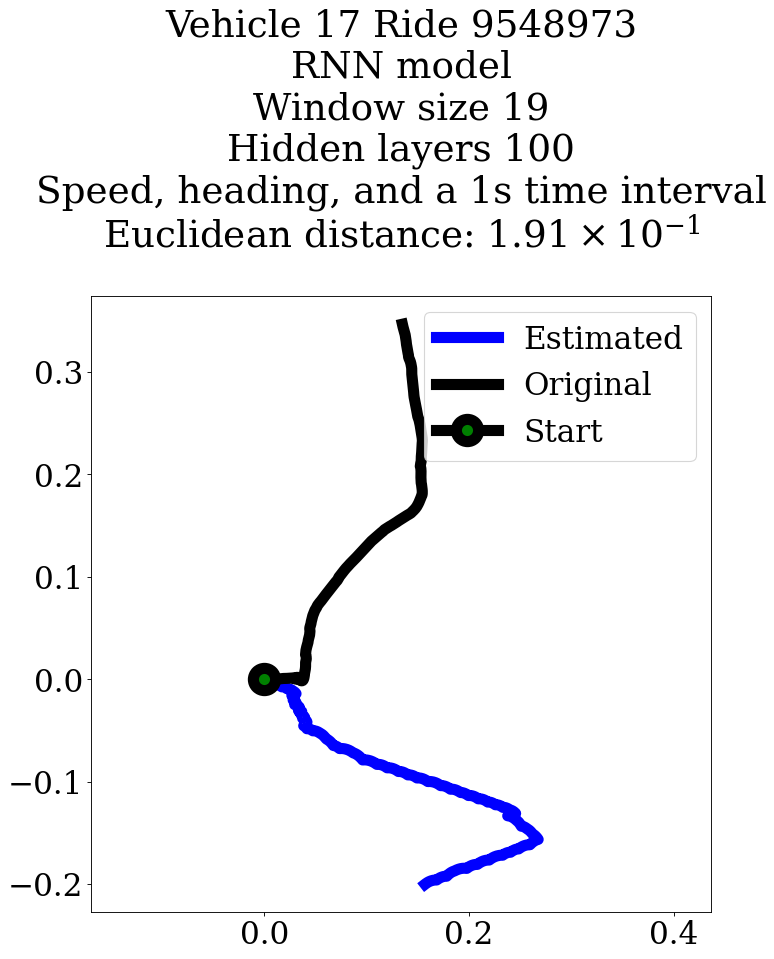 Vehicle 17 Ride 9548973
RNN model
Window size 19
Hidden layers 100
Speed, heading, and a 1s time interval
Euclidean distance: 1.91 × 10⁻¹
Estimated
Original
Start
0.3
0.2
0.1
0.0
−0.1
−0.2
0.0 0.2 0.4